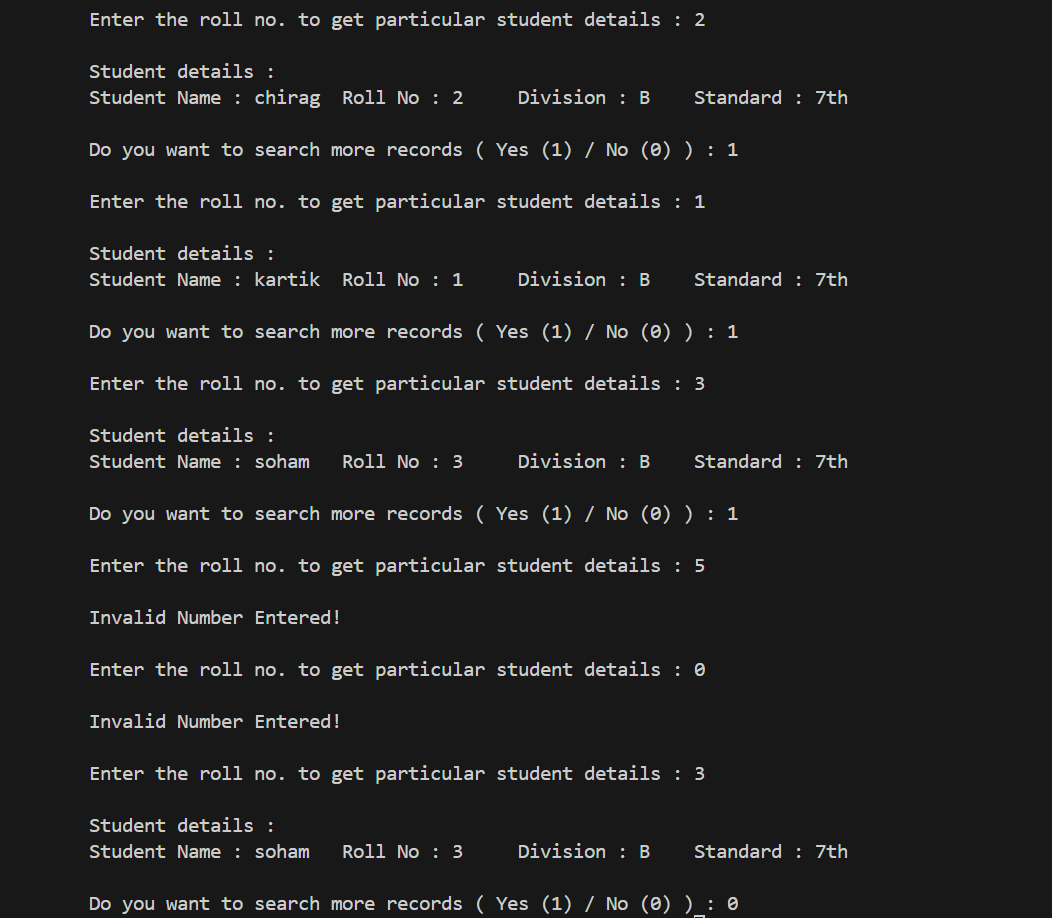 Enter the roll no. to get particular student details : 2
Student details :
Student Name : chirag  Roll No : 2     Division : B    Standard : 7th
Do you want to search more records ( Yes (1) / No (0) ) : 1
Enter the roll no. to get particular student details : 1
Student details :
Student Name : kartik  Roll No : 1     Division : B    Standard : 7th
Do you want to search more records ( Yes (1) / No (0) ) : 1
Enter the roll no. to get particular student details : 3
Student details :
Student Name : soham   Roll No : 3     Division : B    Standard : 7th
Do you want to search more records ( Yes (1) / No (0) ) : 1
Enter the roll no. to get particular student details : 5
Invalid Number Entered!
Enter the roll no. to get particular student details : 0
Invalid Number Entered!
Enter the roll no. to get particular student details : 3
Student details :
Student Name : soham   Roll No : 3     Division : B    Standard : 7th
Do you want to search more records ( Yes (1) / No (0) ) : 0